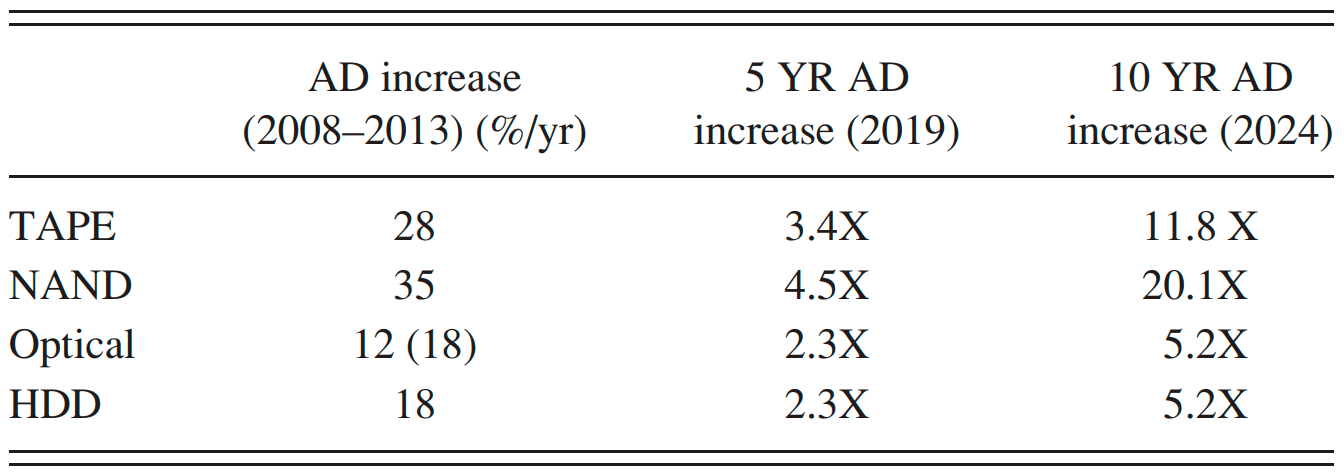 AD increase 5 YR AD 10 YR AD
(2008–2013) (%/yr) increase (2019) increase (2024)
TAPE 28 3.4X 11.8 X
NAND 35 4.5X 20.1X
Optical 12 (18) 2.3X 5.2X
HDD 18 2.3X 5.2X